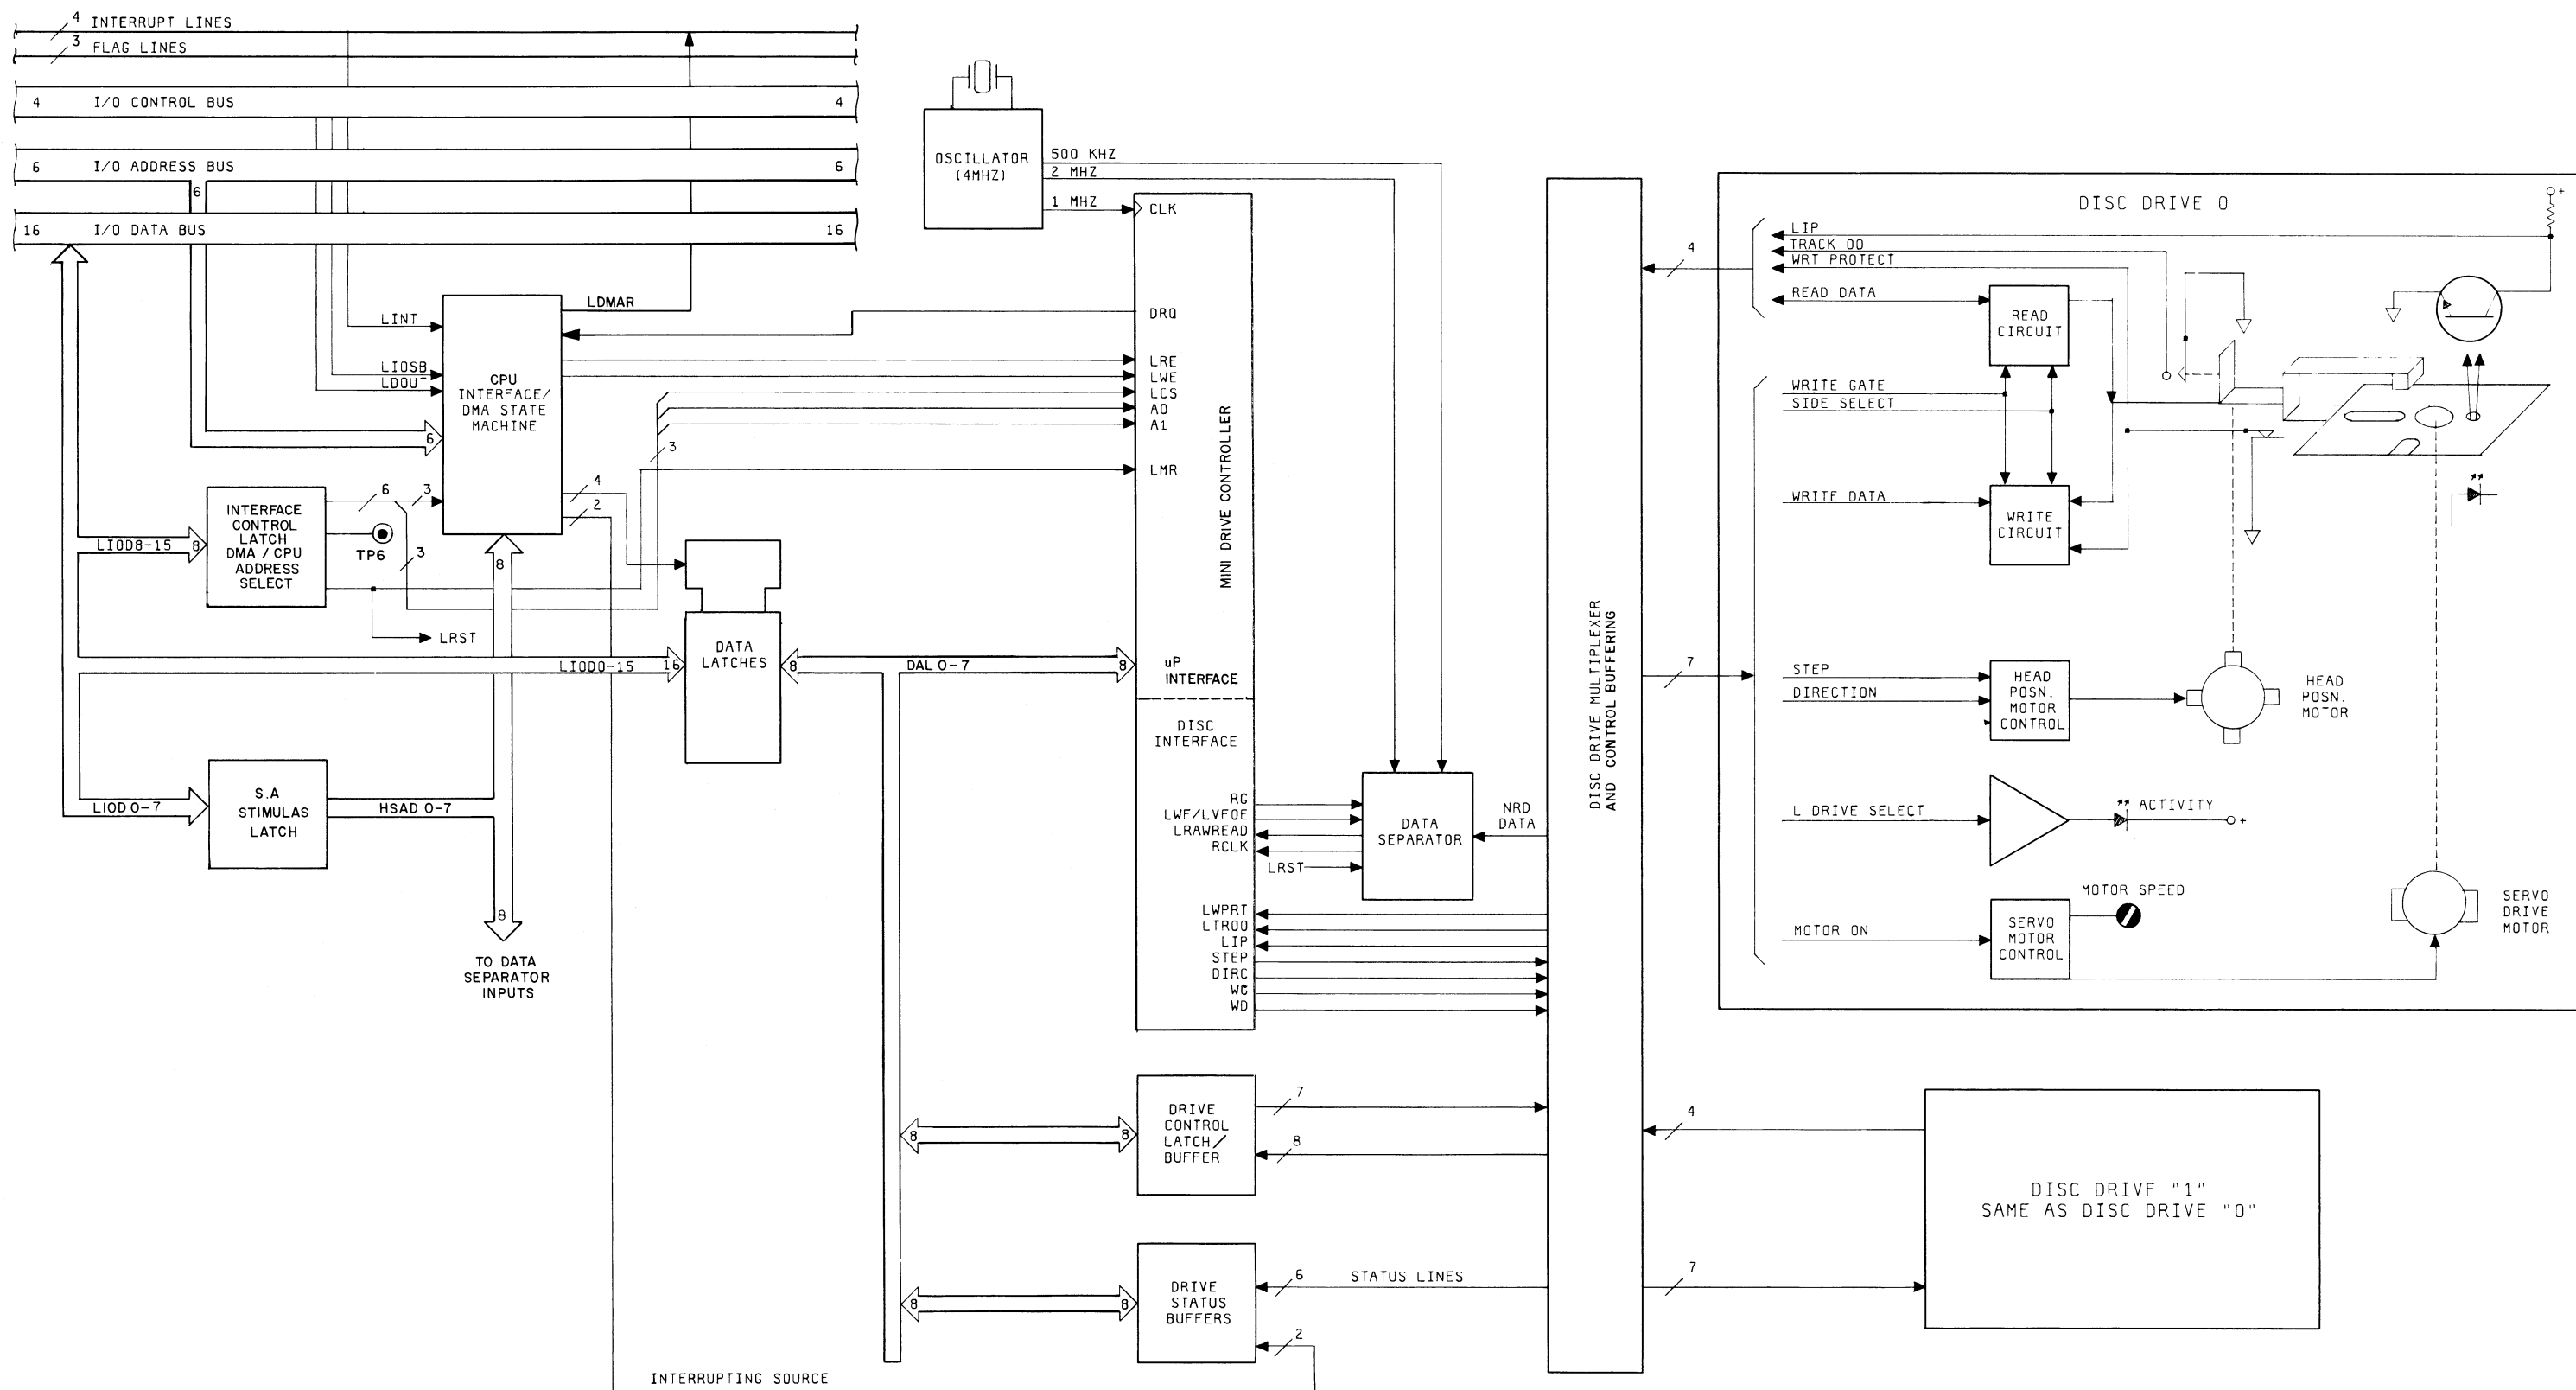 4 INTERRUPT LINES
3 FLAG LINES
4 I/O CONTROL BUS 4
6 I/O ADDRESS BUS 6
6
16 I/O DATA BUS 16
OSCILLATOR
(4MHZ)
500 KHZ
2 MHZ
1 MHZ
LINT
LIOSB
LDOUT
6
LDMAR
CPU
INTERFACE/
DMA STATE
MACHINE
8
4
2
INTERFACE
CONTROL
LATCH
DMA / CPU
ADDRESS
SELECT
LIOD8-15 8
6
3
TP6
3
3
LRST
LIOD0-15 16
DATA
LATCHES
8 DAL 0-7 8
S.A
STIMULAS
LATCH
LIOD 0-7
HSAD 0-7
8
TO DATA
SEPARATOR
INPUTS
INTERRUPTING SOURCE
CLK
DRQ
LRE
LWE
LCS
A0
A1
LMR
MINI DRIVE CONTROLLER
uP
INTERFACE
DISC
INTERFACE
RG
LWF/LVFOE
LRAWREAD
RCLK
LRST
LWPRT
LTR00
LIP
STEP
DIRC
WG
WD
DATA
SEPARATOR
NRD
DATA
8 8
DRIVE
CONTROL
LATCH/
BUFFER
7
8
8 8
DRIVE
STATUS
BUFFERS
6 STATUS LINES
2
DISC DRIVE MULTIPLEXER
AND CONTROL BUFFERING
4
7
4
7
DISC DRIVE 0
LIP
TRACK 00
WRT PROTECT
READ DATA
READ
CIRCUIT
WRITE GATE
SIDE SELECT
WRITE DATA
WRITE
CIRCUIT
STEP
DIRECTION
HEAD
POSN.
MOTOR
CONTROL
HEAD
POSN.
MOTOR
L DRIVE SELECT
ACTIVITY
+
+
MOTOR SPEED
MOTOR ON
SERVO
MOTOR
CONTROL
SERVO
DRIVE
MOTOR
DISC DRIVE "1"
SAME AS DISC DRIVE "0"